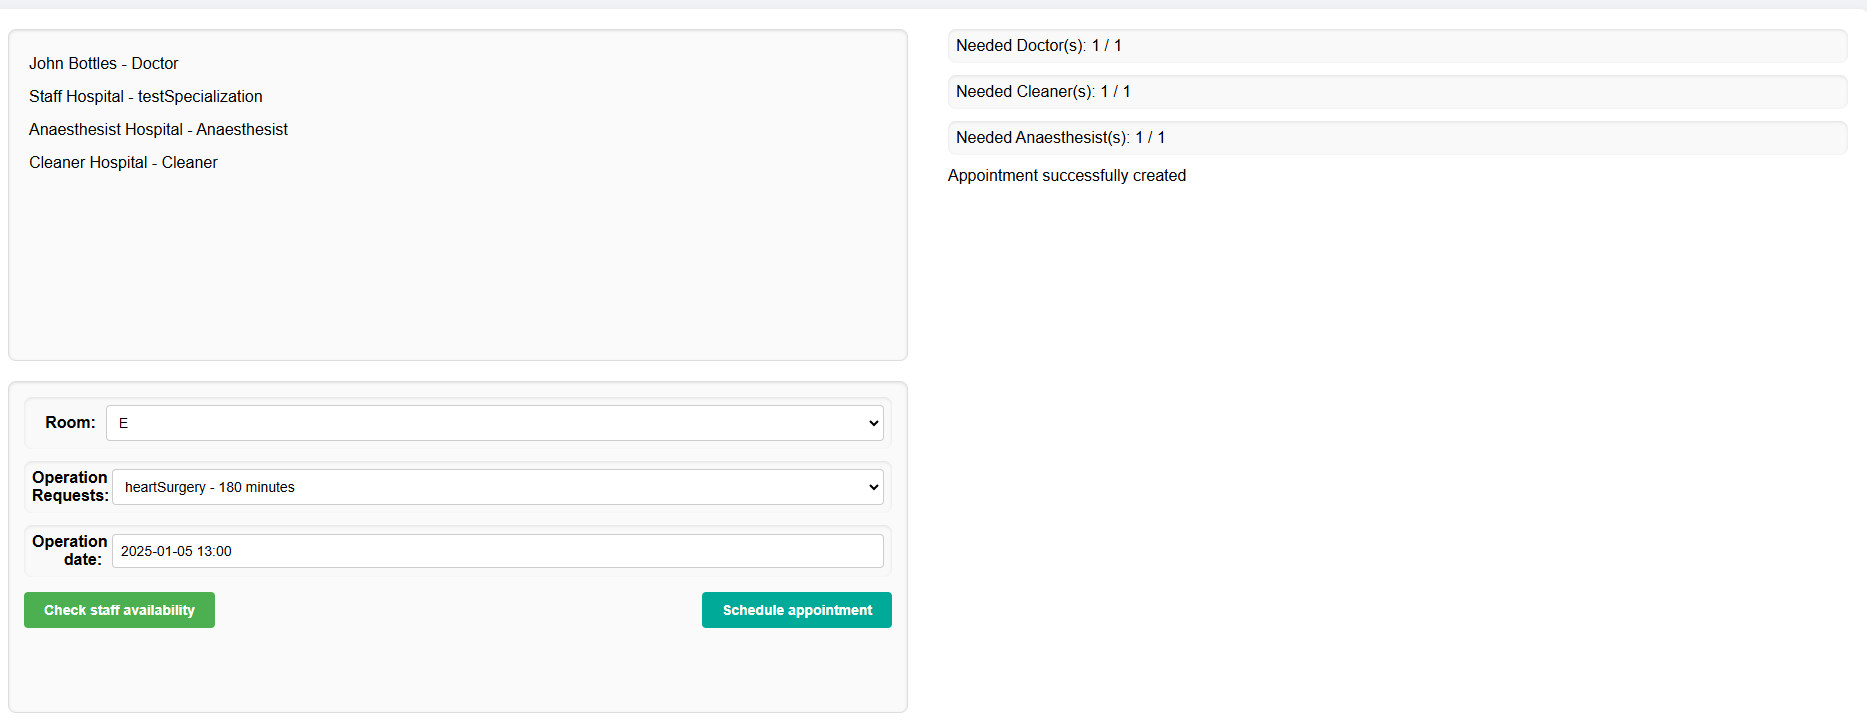 John Bottles - Doctor
Staff Hospital - testSpecialization
Anaesthesist Hospital - Anaesthesist
Cleaner Hospital - Cleaner
Room: E
Operation
Requests: heartSurgery - 180 minutes
Operation
date: 2025-01-05 13:00
Check staff availability
Schedule appointment
Needed Doctor(s): 1 / 1
Needed Cleaner(s): 1 / 1
Needed Anaesthesist(s): 1 / 1
Appointment successfully created